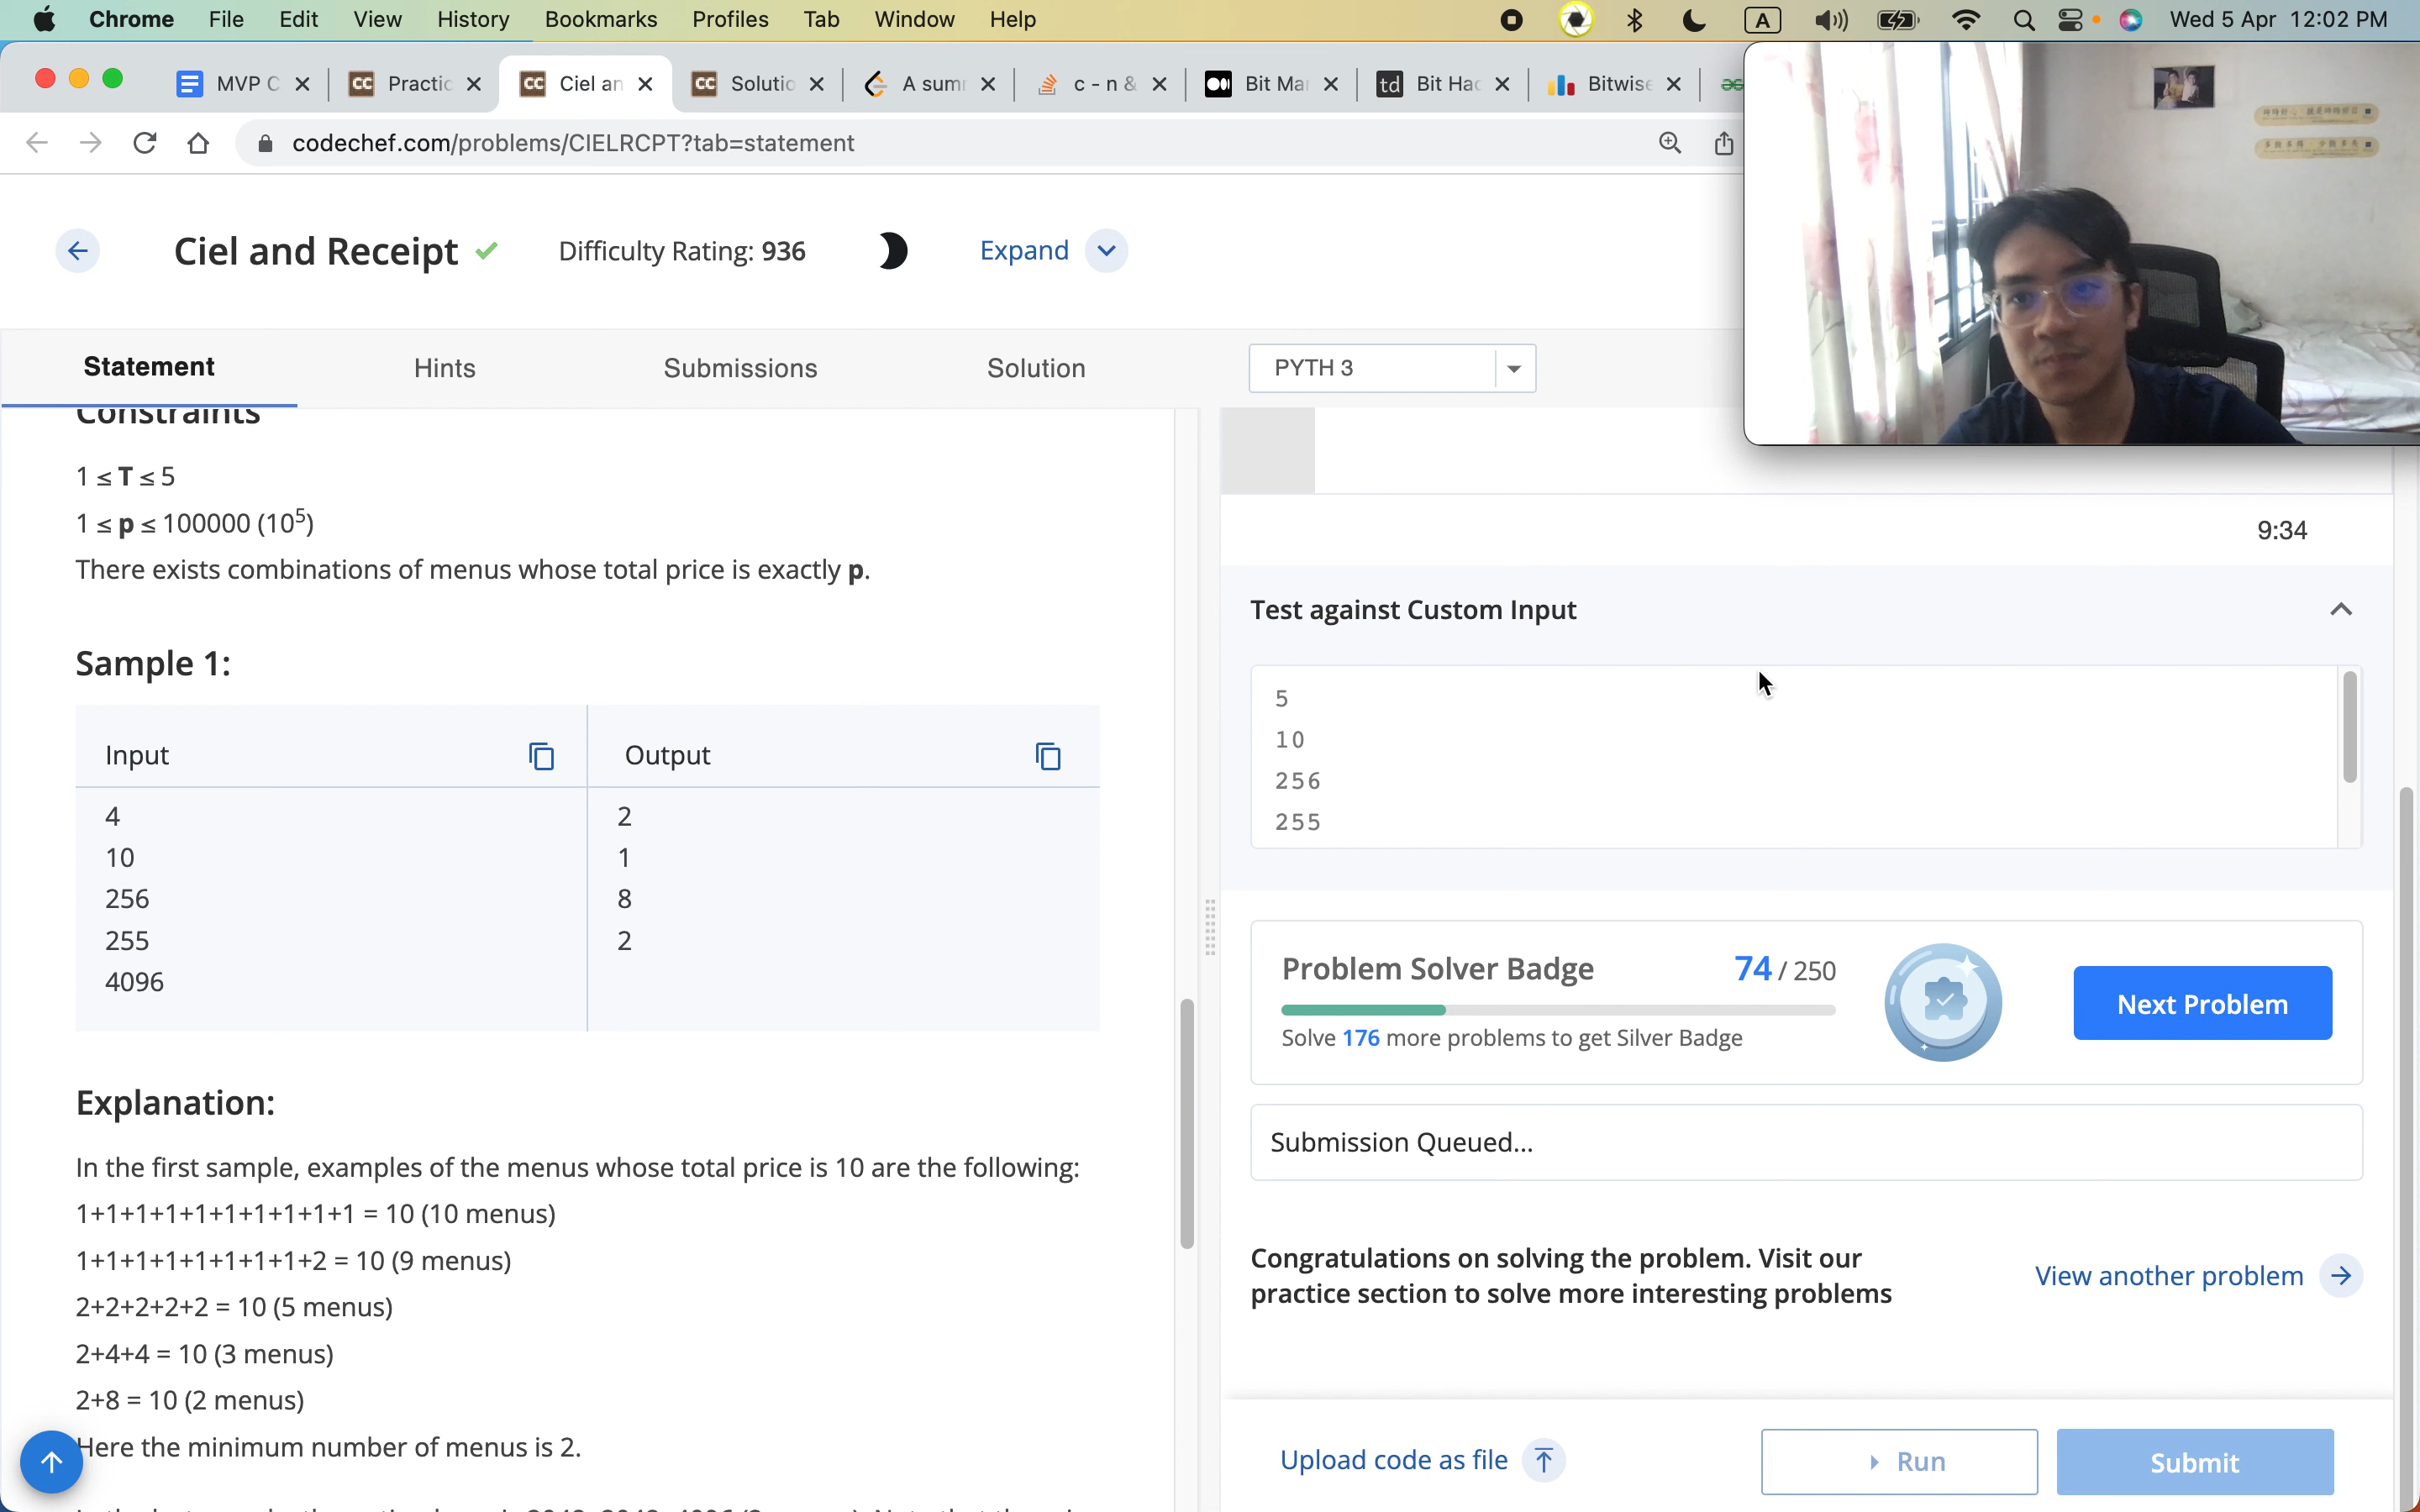 Chrome File Edit View History Bookmarks Profiles Tab Window Help A Wed 5 Apr 12:02 PM
MVP C Practic Ciel an Solutio A sum c - n & Bit Ma Bit Hac Bitwise
codechef.com/problems/CIELRCPT?tab=statement
Ciel and Receipt Difficulty Rating: 936 Expand
Statement Hints Submissions Solution PYTH 3
Constraints
1 ≤ T ≤ 5
1 ≤ p ≤ 100000 (10⁵)
There exists combinations of menus whose total price is exactly p.
Sample 1:
Input Output
4 2
10 1
256 8
255 2
4096
Explanation:
In the first sample, examples of the menus whose total price is 10 are the following:
1+1+1+1+1+1+1+1+1+1 = 10 (10 menus)
1+1+1+1+1+1+1+1+2 = 10 (9 menus)
2+2+2+2+2 = 10 (5 menus)
2+4+4 = 10 (3 menus)
2+8 = 10 (2 menus)
Here the minimum number of menus is 2.
9:34
Test against Custom Input
5
10
256
255
Problem Solver Badge 74 / 250
Solve 176 more problems to get Silver Badge
Next Problem
Submission Queued...
Congratulations on solving the problem. Visit our
practice section to solve more interesting problems
View another problem
Upload code as file Run Submit